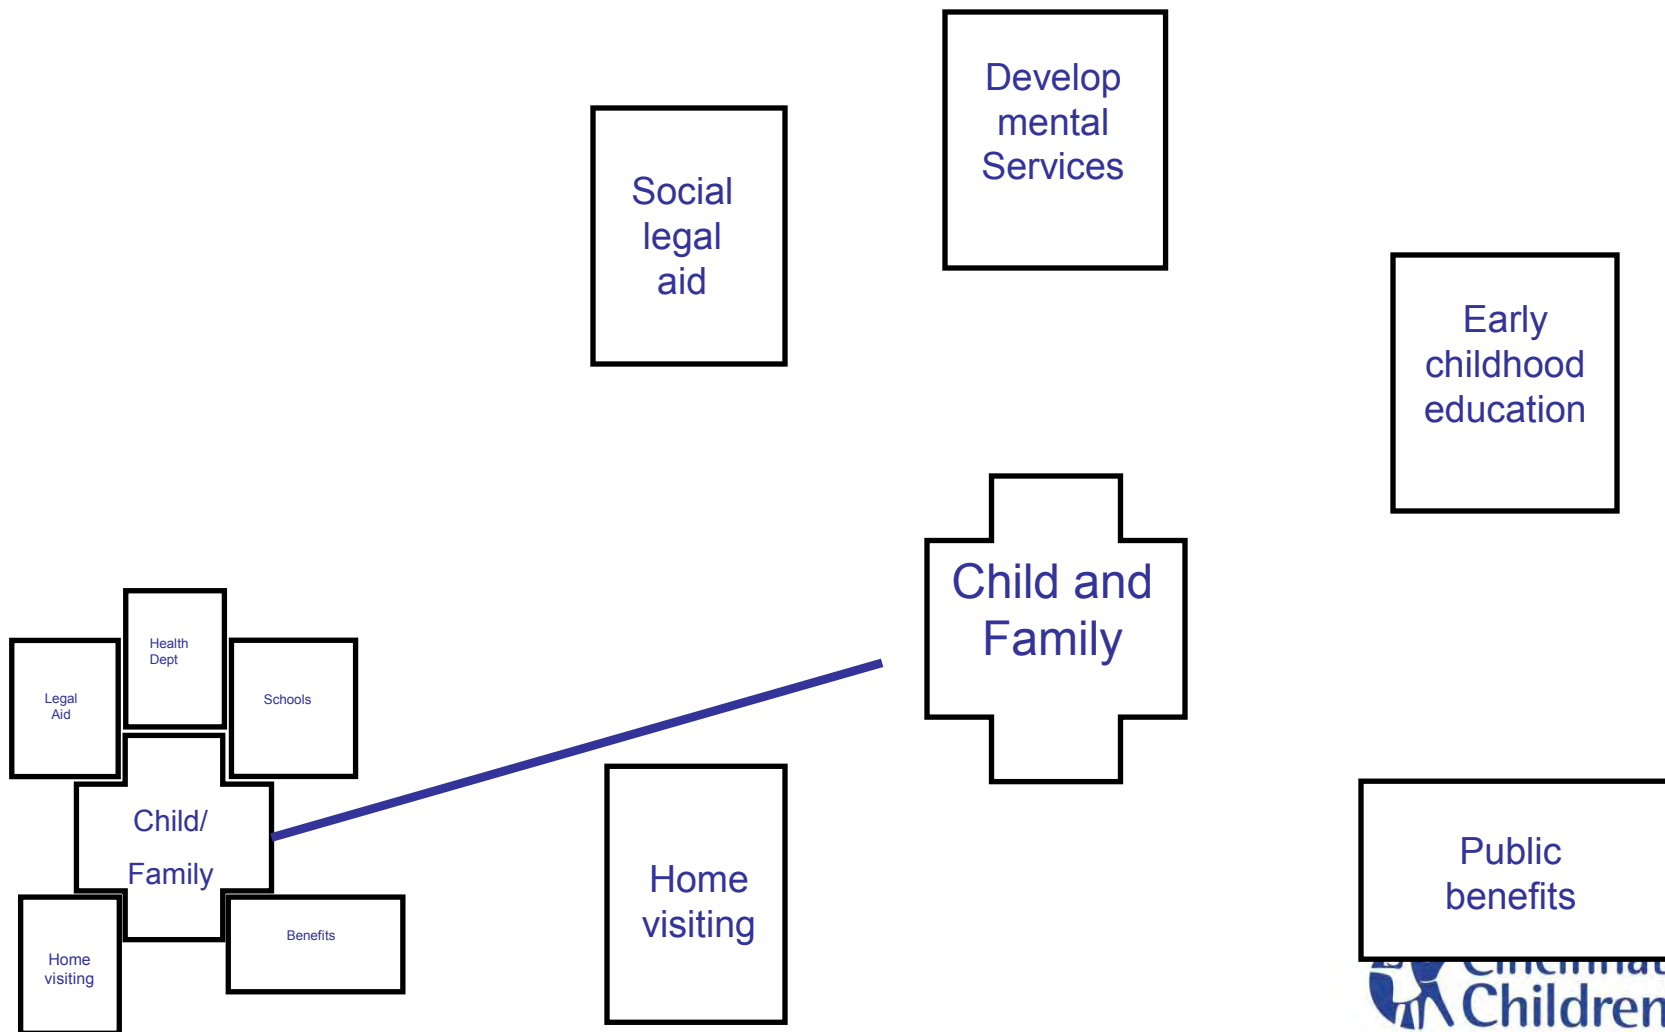 Develop
mental
Services
Social
legal
aid
Early
childhood
education
Child and
Family
Health
Dept
Legal
Aid
Schools
Child/
Family
Home
visiting
Benefits
Home
visiting
Public
benefits
Children